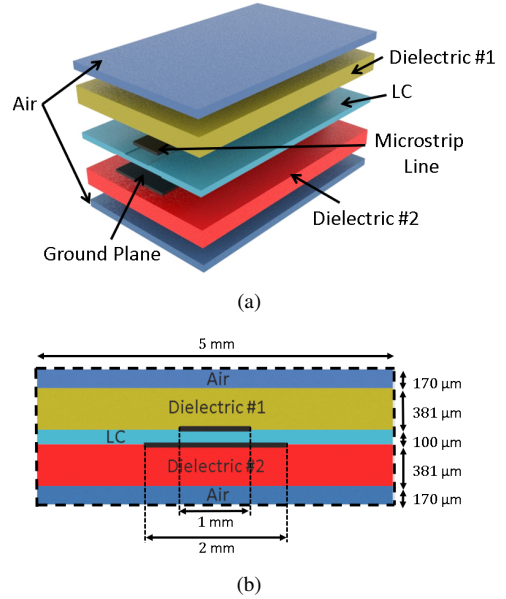 Dielectric #1
LC
Air
Microstrip
Line
Dielectric #2
Ground Plane
(a)
5 mm
Air
170 μm
Dielectric #1
381 μm
LC
100 μm
Dielectric #2
381 μm
Air
170 μm
1 mm
2 mm
(b)